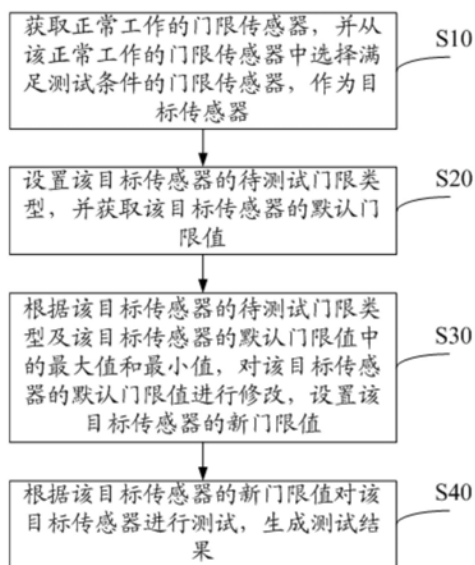 获取正常工作的门限传感器，并从
该正常工作的门限传感器中选择满
足测试条件的门限传感器，作为目
标传感器
S10
设置该目标传感器的待测试门限类
型，并获取该目标传感器的默认门
限值
S20
根据该目标传感器的待测试门限类
型及该目标传感器的默认门限值中
的最大值和最小值，对该目标传感
器的默认门限值进行修改，设置该
目标传感器的新门限值
S30
根据该目标传感器的新门限值对该
目标传感器进行测试，生成测试结
果
S40